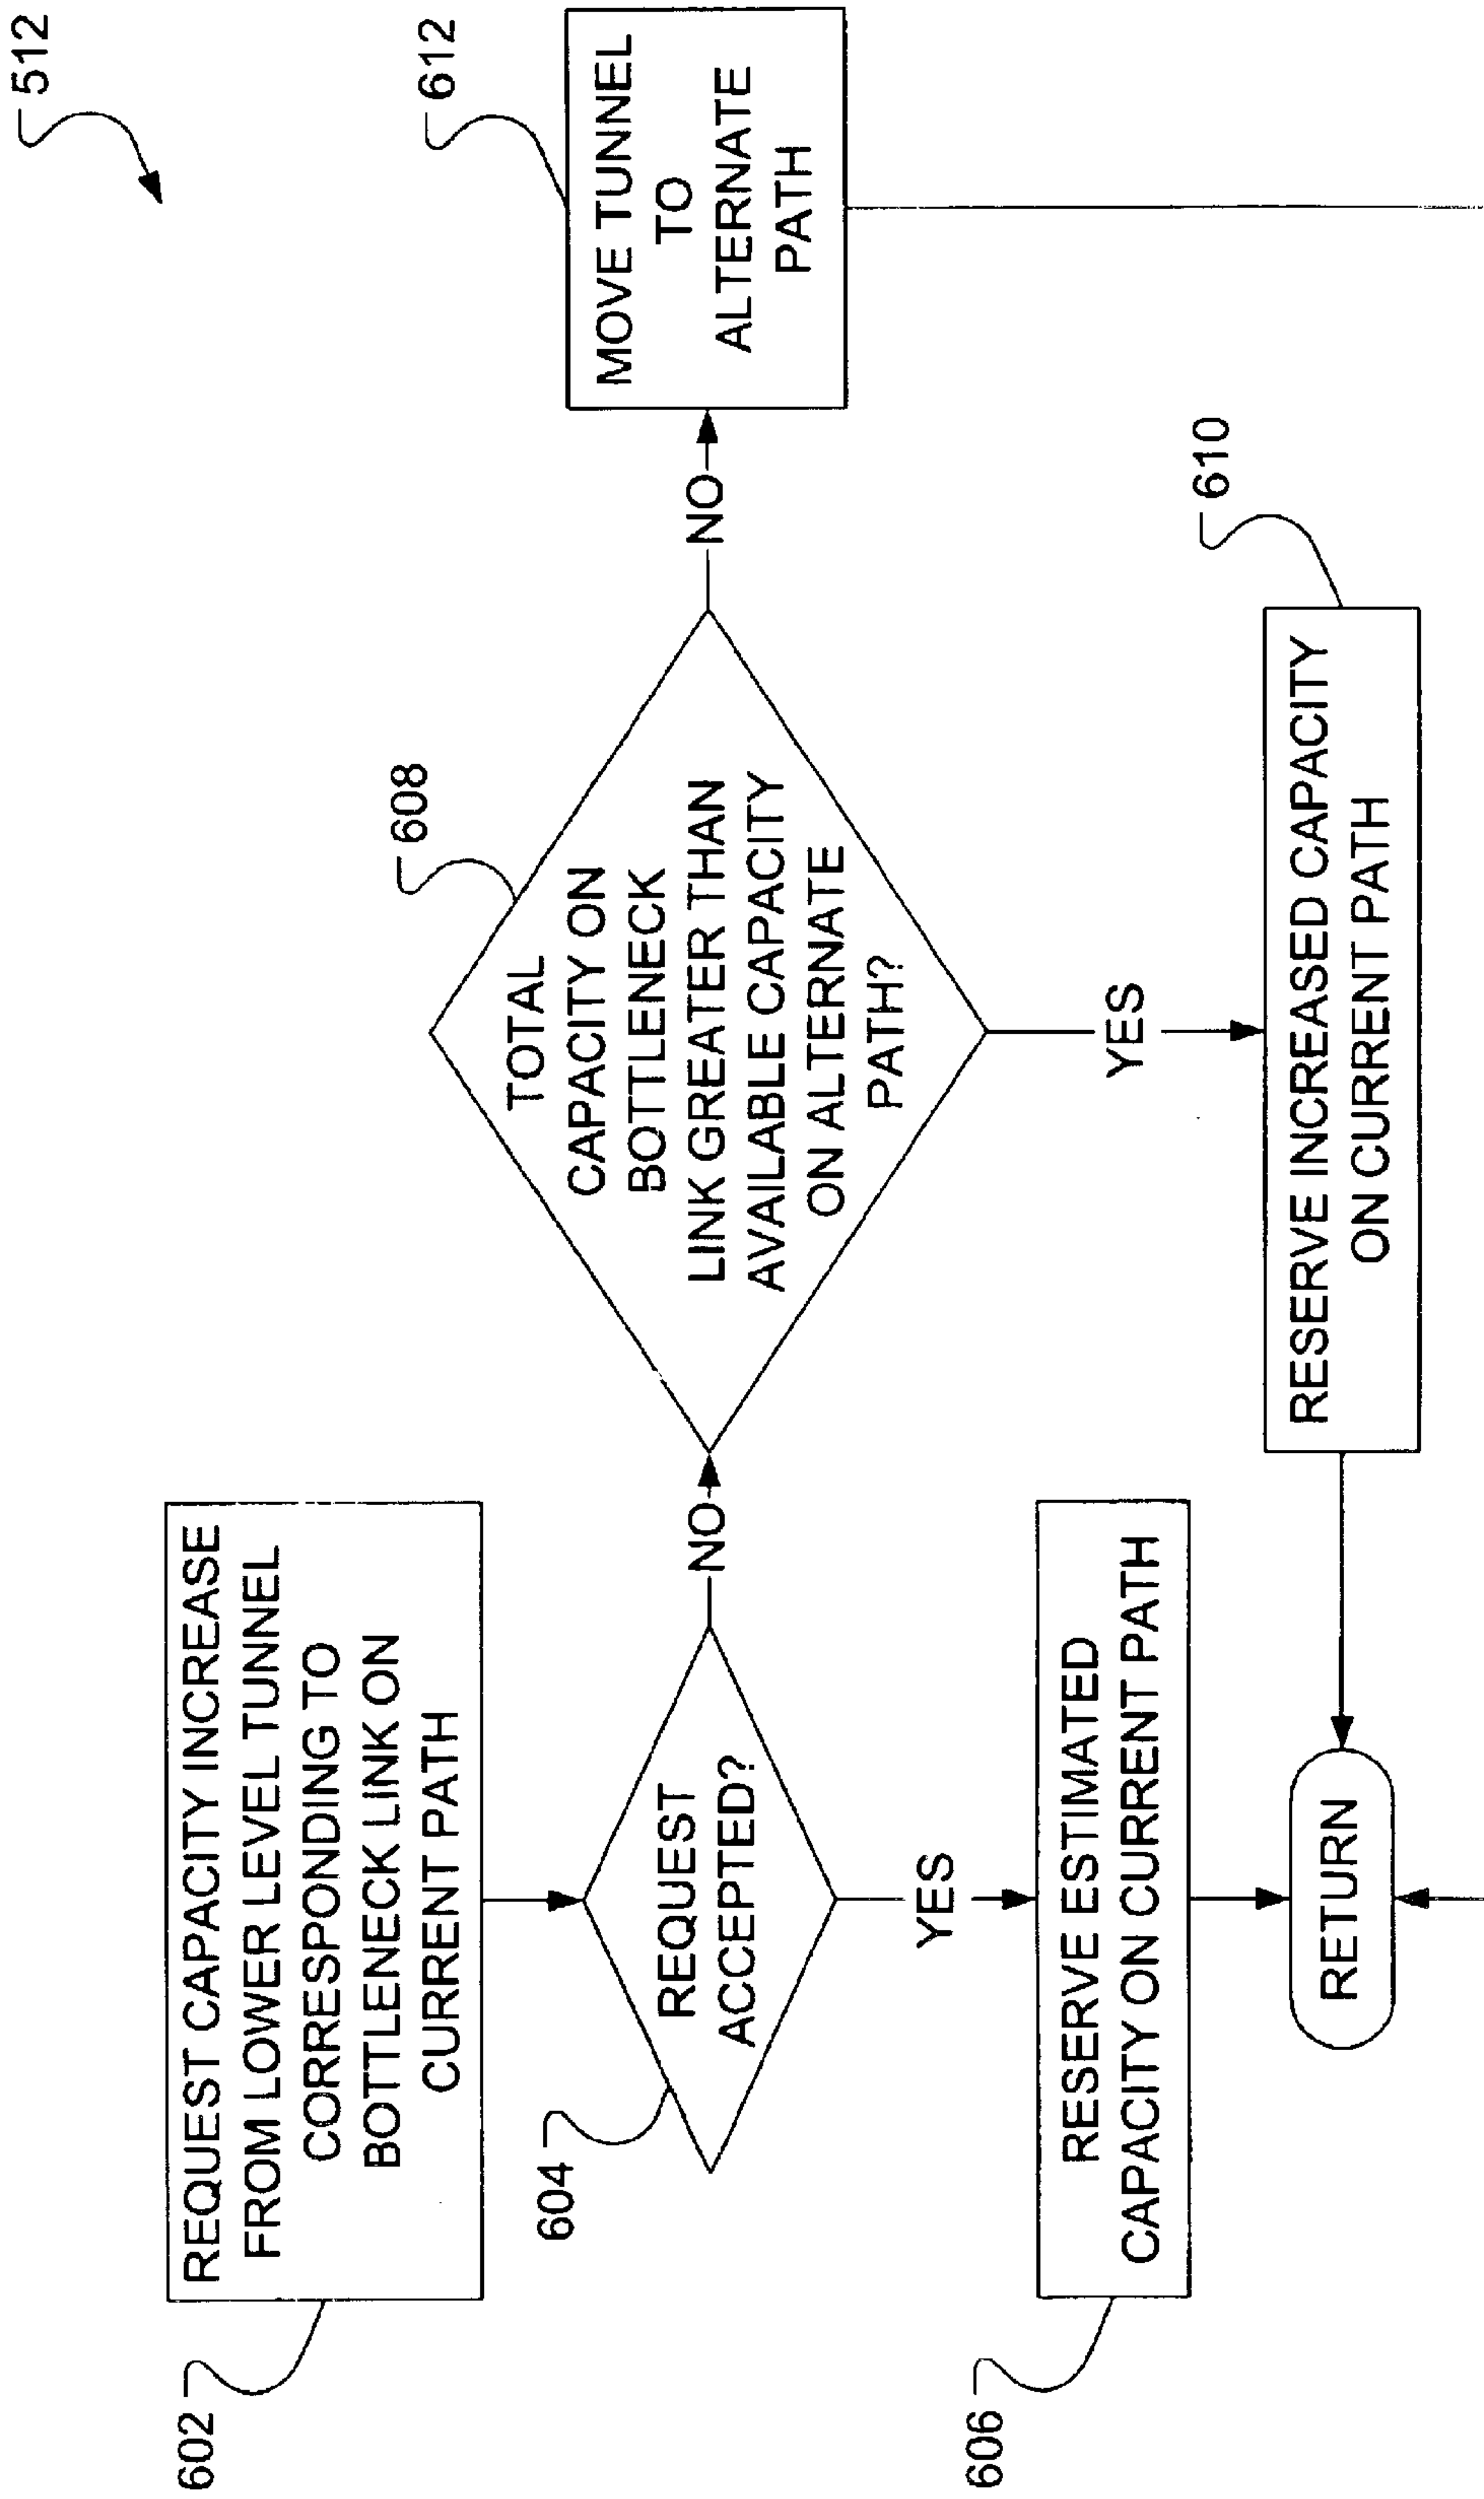 512
602
REQUEST CAPACITY INCREASE
FROM LOWER LEVEL TUNNEL
CORRESPONDING TO
BOTTLENECK LINK ON
CURRENT PATH
604
REQUEST
ACCEPTED?
NO
608
TOTAL
CAPACITY ON
BOTTLENECK
LINK GREATER THAN
AVAILABLE CAPACITY
ON ALTERNATE
PATH?
NO
612
MOVE TUNNEL
TO
ALTERNATE
PATH
YES
606
RESERVE ESTIMATED
CAPACITY ON CURRENT PATH
YES
610
RESERVE INCREASED CAPACITY
ON CURRENT PATH
RETURN